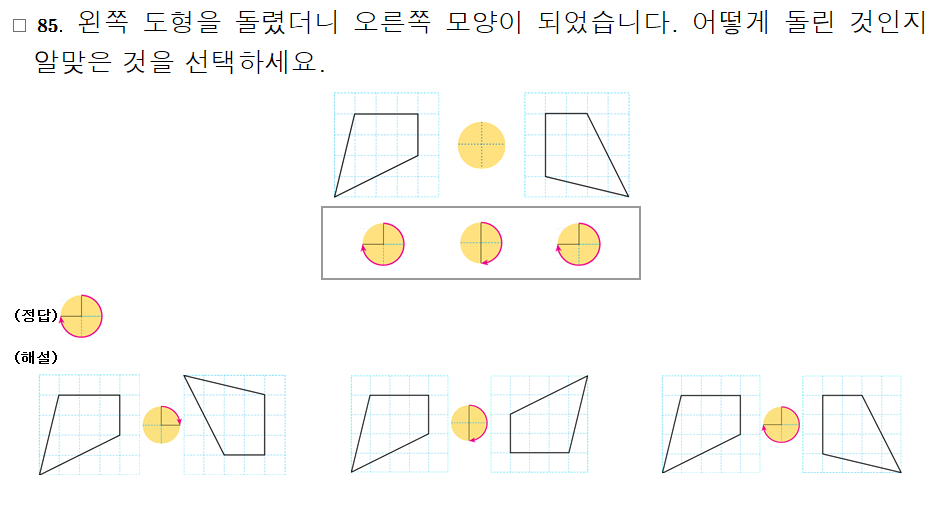 □ 85. 왼쪽 도형을 돌렸더니 오른쪽 모양이 되었습니다. 어떻게 돌린 것인지
알맞은 것을 선택하세요.
(정답)
(해설)